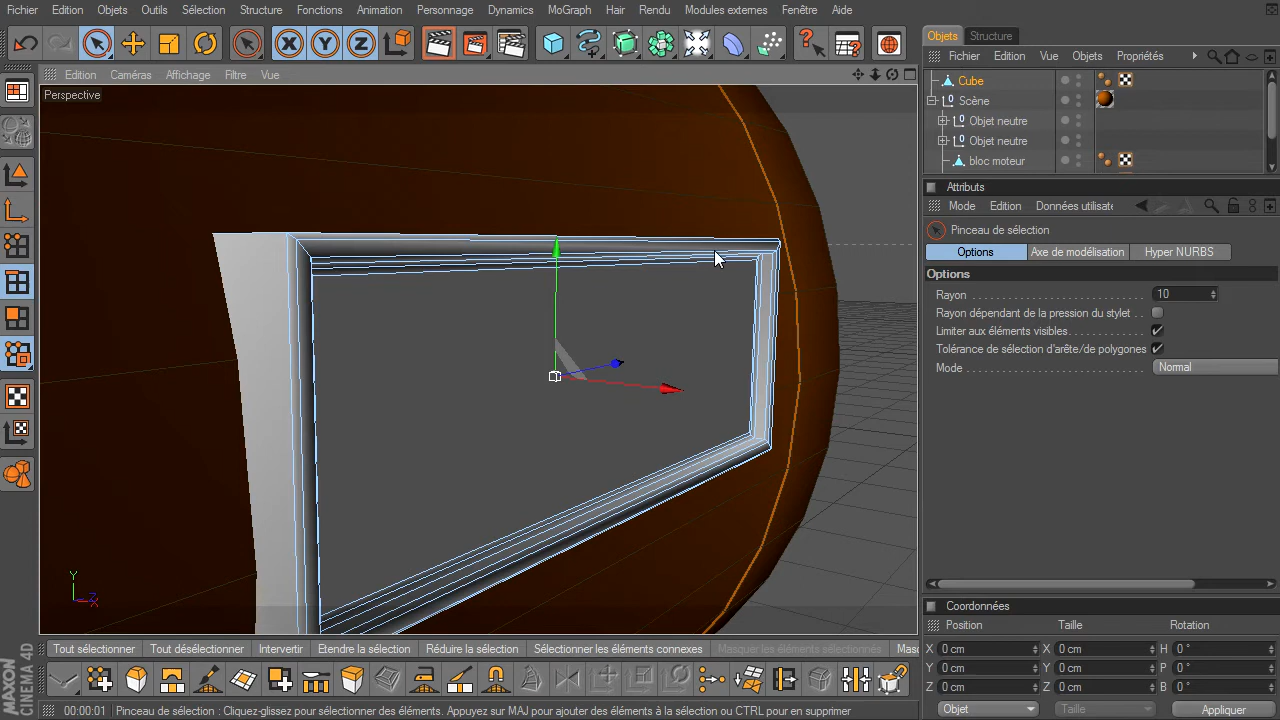 Fichier Edition Objets Outils Sélection Structure Fonctions Animation Personnage Dynamics MoGraph Hair Rendu Modules externes Fenêtre Aide
Objets Structure
Fichier Edition Vue Objets Propriétés
Edition Caméras Affichage Filtre Vue
Perspective
Cube
Scène
Objet neutre
Objet neutre
bloc moteur
Attributs
Mode Edition Données utilisate
Pinceau de sélection
Options Axe de modélisation Hyper NURBS
Options
Rayon 10
Rayon dépendant de la pression du stylet
Limiter aux éléments visibles
Tolérance de sélection d'arête/de polygones
Mode Normal
Y
Z
X
Coordonnées
Position Taille Rotation
X 0 cm X 0 cm H 0 °
Y 0 cm Y 0 cm P 0 °
Z 0 cm Z 0 cm B 0 °
Objet Taille Appliquer
Tout sélectionner Tout désélectionner Intervertir Etendre la sélection Réduire la sélection Sélectionner les éléments connexes Masquer les éléments sélectionnés Masc
00:00:01 Pinceau de sélection : Cliquez-glissez pour sélectionner des éléments. Appuyez sur MAJ pour ajouter des éléments à la sélection ou CTRL pour en supprimer
MAXON
CINEMA 4D